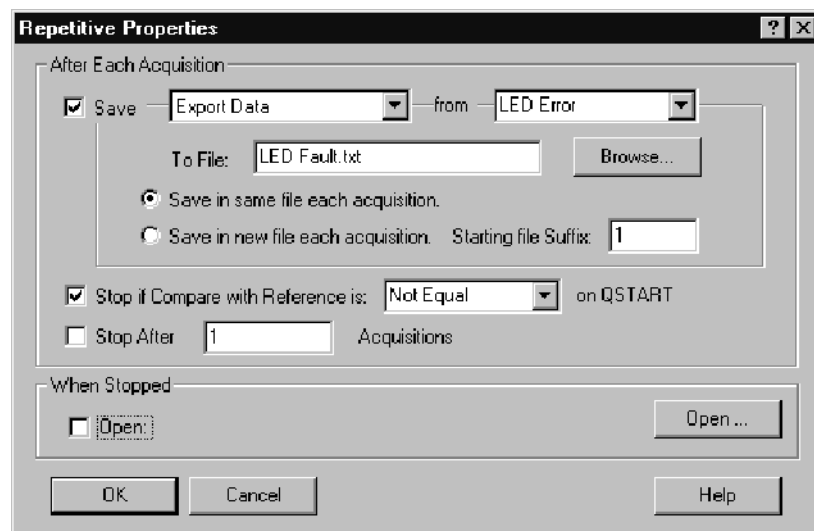 Repetitive Properties
After Each Acquisition
Save Export Data from LED Error
To File: LED Fault.txt Browse...
Save in same file each acquisition.
Save in new file each acquisition. Starting file Suffix: 1
Stop if Compare with Reference is: Not Equal on QSTART
Stop After 1 Acquisitions
When Stopped
Open: Open ...
OK Cancel Help